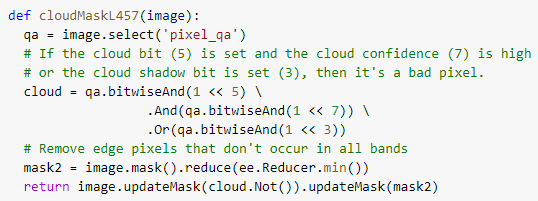 def cloudMaskL457(image):
  qa = image.select('pixel_qa')
  # If the cloud bit (5) is set and the cloud confidence (7) is high
  # or the cloud shadow bit is set (3), then it's a bad pixel.
  cloud = qa.bitwiseAnd(1 << 5) \
                  .And(qa.bitwiseAnd(1 << 7)) \
                  .Or(qa.bitwiseAnd(1 << 3))
  # Remove edge pixels that don't occur in all bands
  mask2 = image.mask().reduce(ee.Reducer.min())
  return image.updateMask(cloud.Not()).updateMask(mask2)